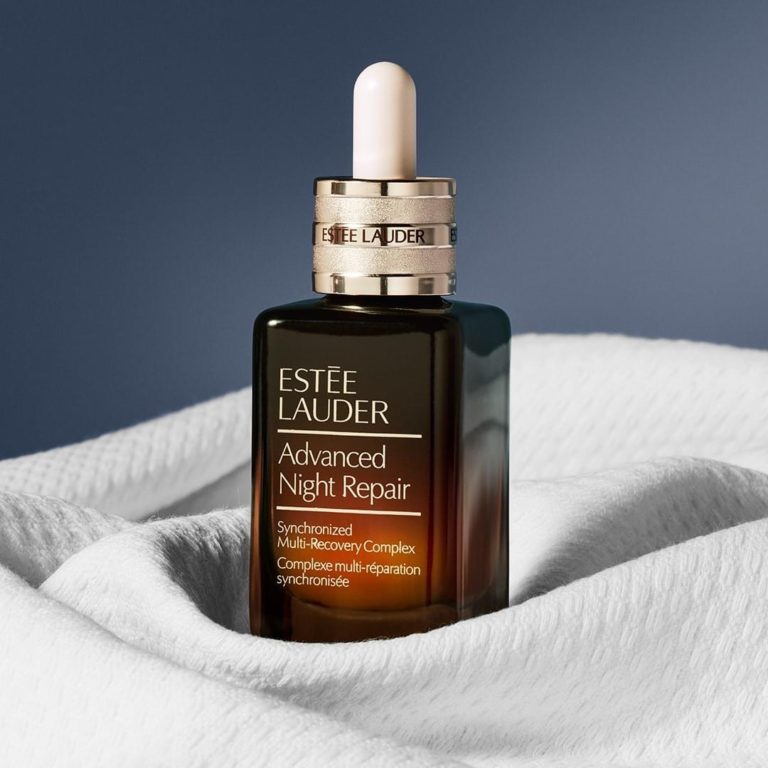 ESTEE LAUDER
ESTĒE
LAUDER
Advanced
Night Repair
Synchronized
Multi-Recovery Complex
Complexe multi-réparation
synchronisée